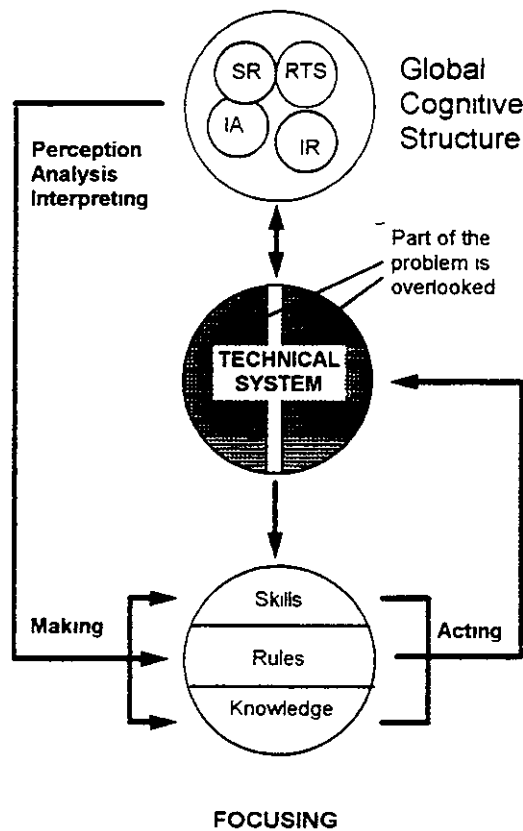 SR RTS
IA
IR
Global
Cognitive
Structure
Perception
Analysis
Interpreting
Part of the
problem is
overlooked
TECHNICAL
SYSTEM
Making
Skills
Rules
Knowledge
Acting
FOCUSING